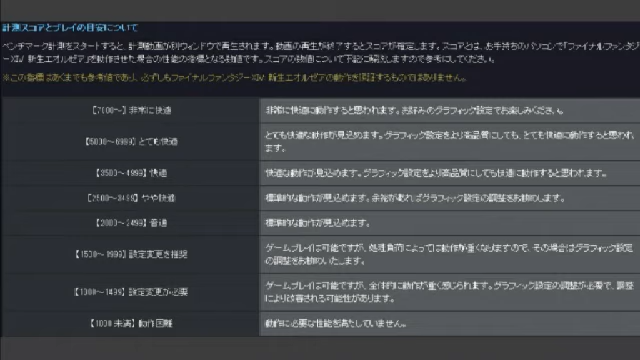 計測スコアとプレイの目安について
ベンチマーク計測をスタートすると、計測動画が別ウィンドウで再生されます。動画の再生が終了するとスコアが確定します。スコアとは、お手持ちのパソコンで「ファイナルファンタジーXIV: 新生エオルゼア」を動作させた場合の性能の指標となる数値です。スコアの数値について下記に解説しますので参考にしてください。
※この指標はあくまでも参考値であり、必ずしもファイナルファンタジーXIV: 新生エオルゼアの動作を保証するものではありません。
【7000～】非常に快適
非常に快適に動作すると思われます。お好みのグラフィック設定でお楽しみください。
【5000～6999】とても快適
とても快適な動作が見込めます。グラフィック設定をより高品質にしても、とても快適に動作すると思われ
ます。
【3500～4999】快適
快適な動作が見込めます。グラフィック設定をより高品質にしても快適に動作すると思われます。
【2500～3499】やや快適
標準的な動作が見込めます。余裕があればグラフィック設定の調整をお勧めします。
【2000～2499】普通
標準的な動作が見込めます。
【1500～1999】設定変更を推奨
ゲームプレイは可能ですが、処理負荷によっては動作が重くなりますので、その場合はグラフィック設定
の調整をお勧めいたします。
【1000～1499】設定変更が必要
ゲームプレイは可能ですが、全体的に動作が重く感じられます。グラフィック設定の調整が必要で、調整
により改善される可能性があります。
【1000 未満】動作困難
動作に必要な性能を満たしていません。